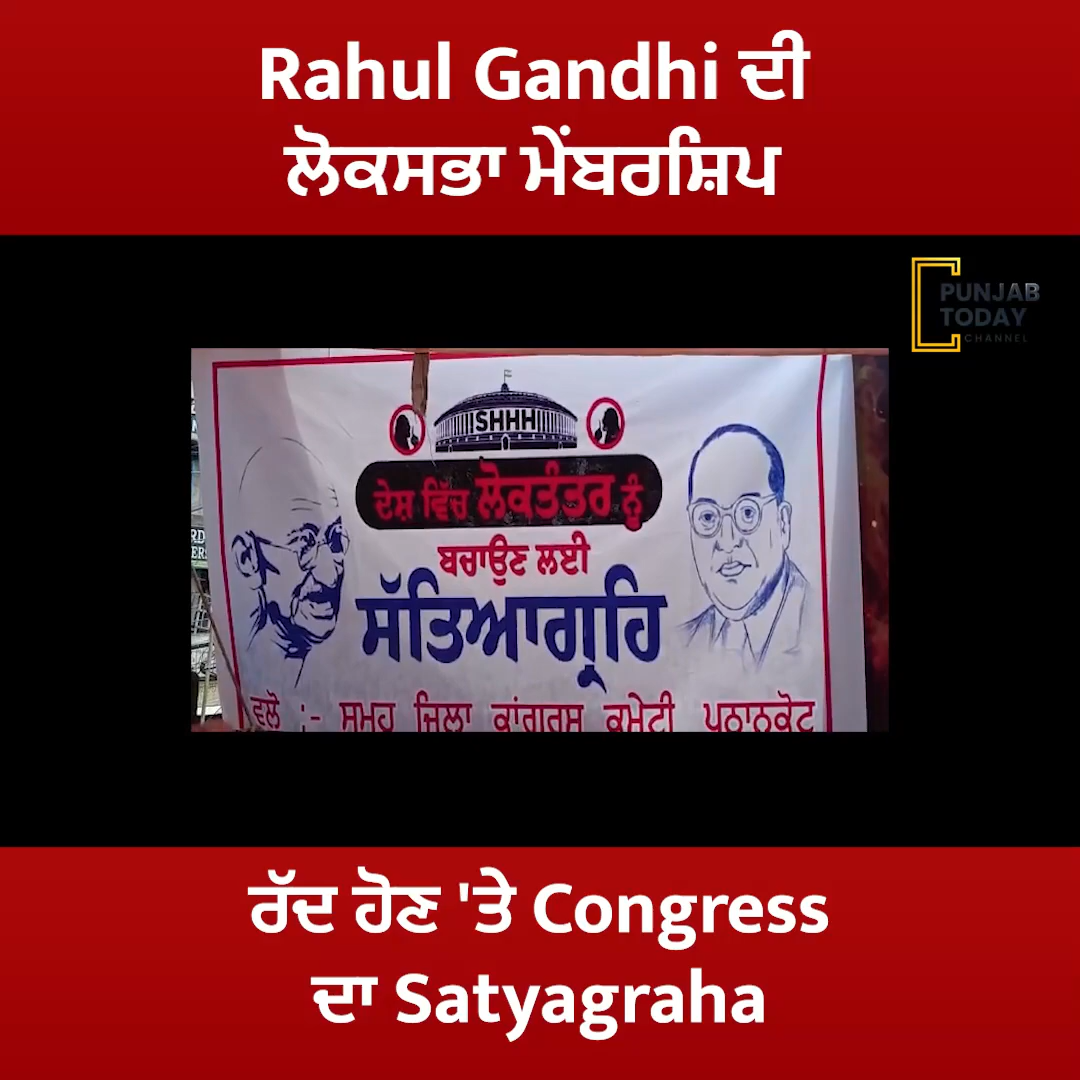 Rahul Gandhi ਦੀ
ਲੋਕਸਭਾ ਮੇਂਬਰਸ਼ਿਪ
PUNJAB
TODAY
CHANNEL
SHHH
ਦੇਸ਼ ਵਿੱਚ ਲੋਕਤੰਤਰ ਨੂੰ
ਬਚਾਉਣ ਲਈ
ਸੱਤਿਆਗ੍ਰਹਿ
ਵਲੋਂ :- ਸਮੂਹ ਜ਼ਿਲਾ ਕਾਂਗਰਸ ਕਮੇਟੀ ਪਠਾਨਕੋਟ
ਰੱਦ ਹੋਣ 'ਤੇ Congress
ਦਾ Satyagraha